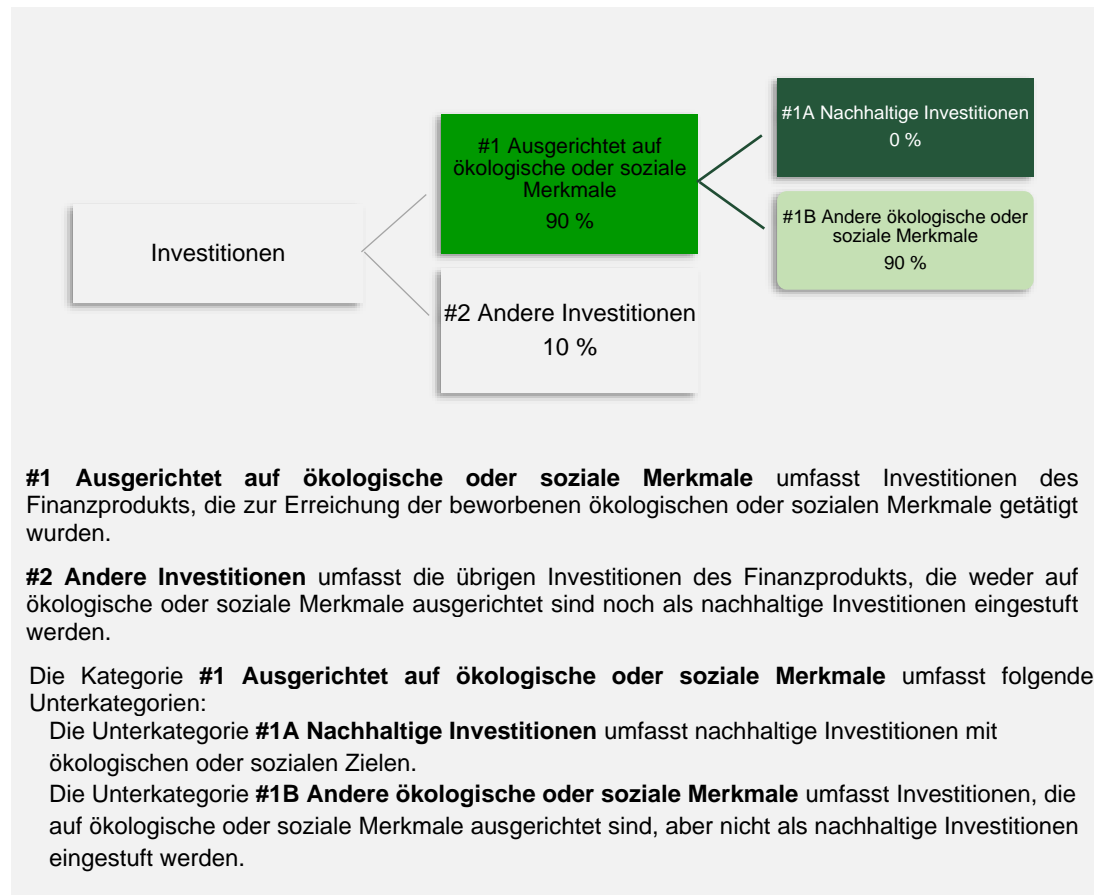 #1A Nachhaltige Investitionen
0 %
#1 Ausgerichtet auf
ökologische oder soziale
Merkmale
90 %
#1B Andere ökologische oder
soziale Merkmale
90 %
Investitionen
#2 Andere Investitionen
10 %
#1 Ausgerichtet auf ökologische oder soziale Merkmale umfasst Investitionen des
Finanzprodukts, die zur Erreichung der beworbenen ökologischen oder sozialen Merkmale getätigt
wurden.
#2 Andere Investitionen umfasst die übrigen Investitionen des Finanzprodukts, die weder auf
ökologische oder soziale Merkmale ausgerichtet sind noch als nachhaltige Investitionen eingestuft
werden.
Die Kategorie #1 Ausgerichtet auf ökologische oder soziale Merkmale umfasst folgende
Unterkategorien:
Die Unterkategorie #1A Nachhaltige Investitionen umfasst nachhaltige Investitionen mit
ökologischen oder sozialen Zielen.
Die Unterkategorie #1B Andere ökologische oder soziale Merkmale umfasst Investitionen, die
auf ökologische oder soziale Merkmale ausgerichtet sind, aber nicht als nachhaltige Investitionen
eingestuft werden.